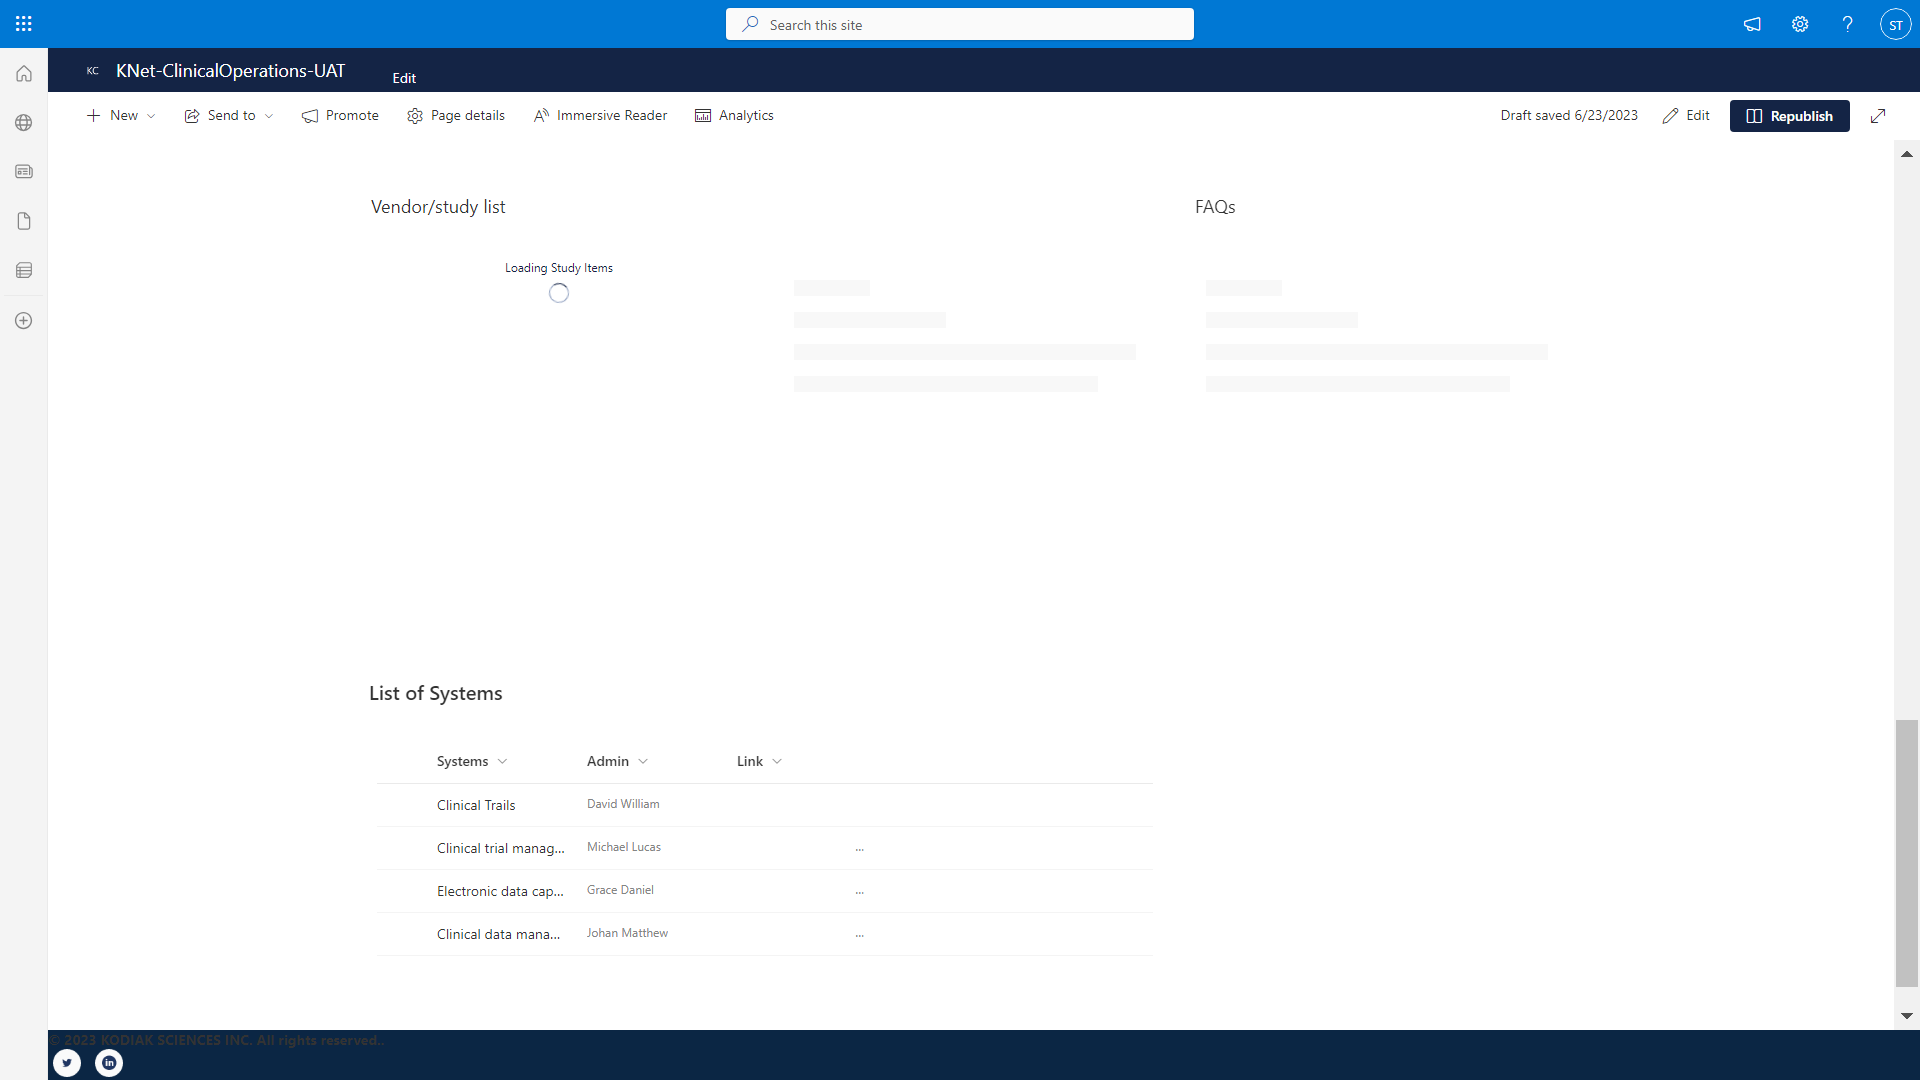 Search this site
ST
KC KNet-ClinicalOperations-UAT Edit
New Send to Promote Page details Immersive Reader Analytics Draft saved 6/23/2023 Edit Republish
Vendor/study list FAQs
Loading Study Items
List of Systems
Systems Admin Link
Clinical Trails David William
Clinical trial manag... Michael Lucas ...
Electronic data cap... Grace Daniel ...
Clinical data mana... Johan Matthew ...
© 2023 KODIAK SCIENCES INC. All rights reserved..
in